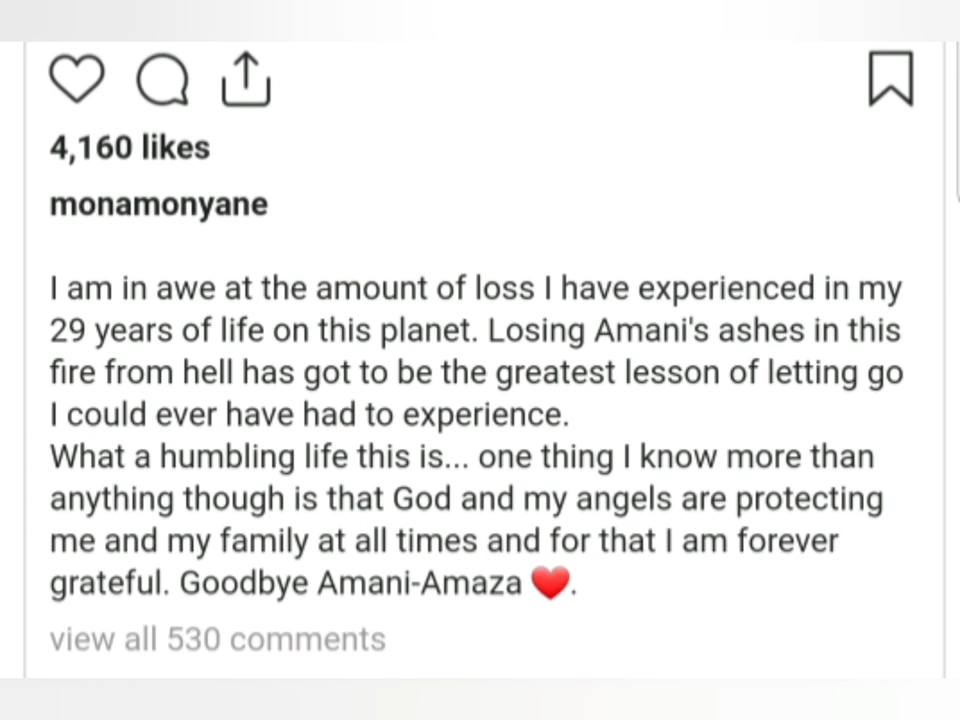 4,160 likes
monamonyane
I am in awe at the amount of loss I have experienced in my
29 years of life on this planet. Losing Amani's ashes in this
fire from hell has got to be the greatest lesson of letting go
I could ever have had to experience.
What a humbling life this is... one thing I know more than
anything though is that God and my angels are protecting
me and my family at all times and for that I am forever
grateful. Goodbye Amani-Amaza ❤️.
view all 530 comments